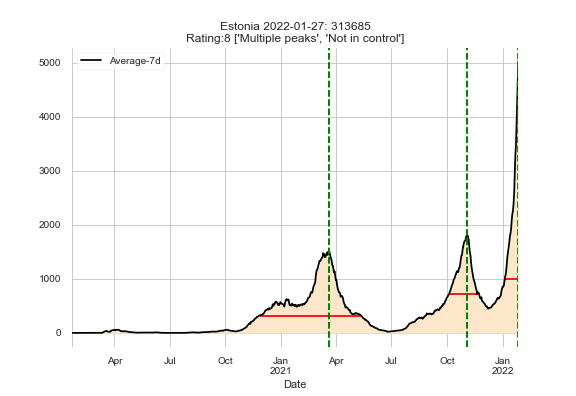 Estonia 2022-01-27: 313685
Rating:8 ['Multiple peaks', 'Not in control']
Average-7d
5000
4000
3000
2000
1000
0
Apr
Jul
Oct
Jan
2021
Apr
Jul
Oct
Jan
2022
Date